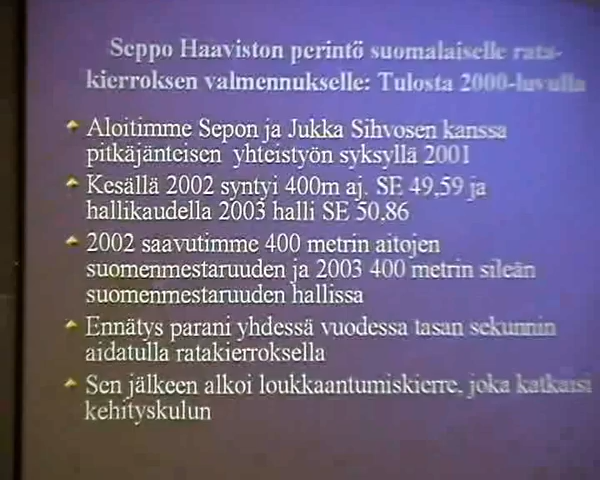 Seppo Haaviston perintö suomalaiselle rata-
kierroksen valmennukselle: Tulosta 2000-luvulla
Aloitimme Sepon ja Jukka Sihvosen kanssa
pitkäjänteisen yhteistyön syksyllä 2001
Kesällä 2002 syntyi 400m aj. SE 49,59 ja
hallikaudella 2003 halli SE 50.86
2002 saavutimme 400 metrin aitojen
suomenmestaruuden ja 2003 400 metrin sileän
suomenmestaruuden hallissa
Ennätys parani yhdessä vuodessa tasan sekunnin
aidatulla ratakierroksella
Sen jälkeen alkoi loukkaantumiskierre, joka katkaisi
kehityskulun